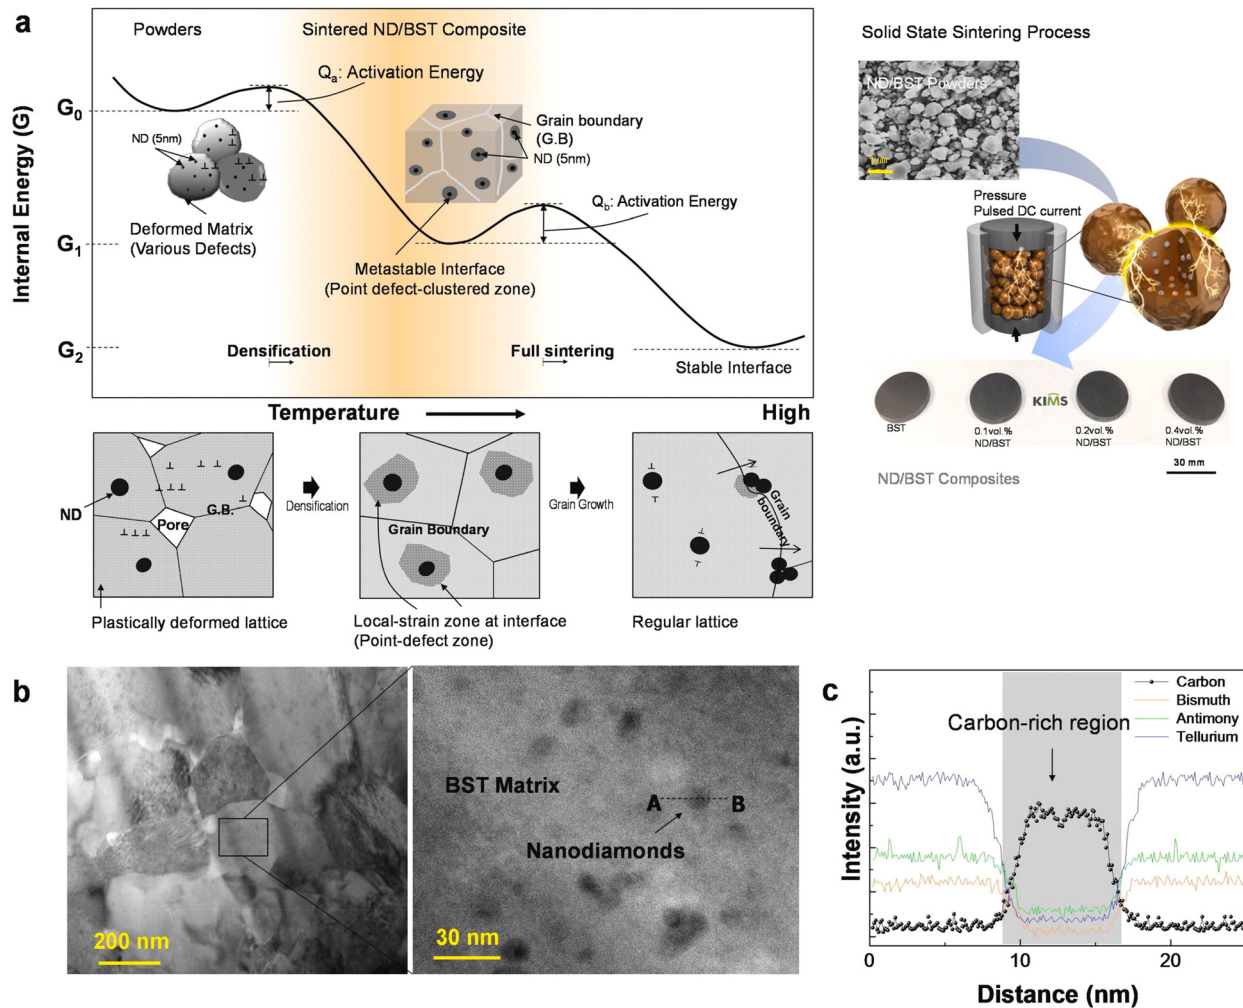 a
Powders
Sintered ND/BST Composite
Qa: Activation Energy
G0
ND (5nm)
Deformed Matrix
(Various Defects)
Grain boundary
(G.B)
ND (5nm)
Qb: Activation Energy
G1
Metastable Interface
(Point defect-clustered zone)
G2
Densification
Full sintering
Stable Interface
Internal Energy (G)
Temperature
High
ND
Pore
G.B.
Densification
Grain Boundary
Grain Growth
Grain
boundary
Plastically deformed lattice
Local-strain zone at interface
(Point-defect zone)
Regular lattice
Solid State Sintering Process
ND/BST Powders
Pressure
Pulsed DC current
KIMS
BST
0.1vol.%
ND/BST
0.2vol.%
ND/BST
0.4vol.%
ND/BST
ND/BST Composites
30 mm
b
200 nm
BST Matrix
A
B
Nanodiamonds
30 nm
c
Carbon
Bismuth
Antimony
Tellurium
Carbon-rich region
Intensity (a.u.)
0
10
20
Distance (nm)